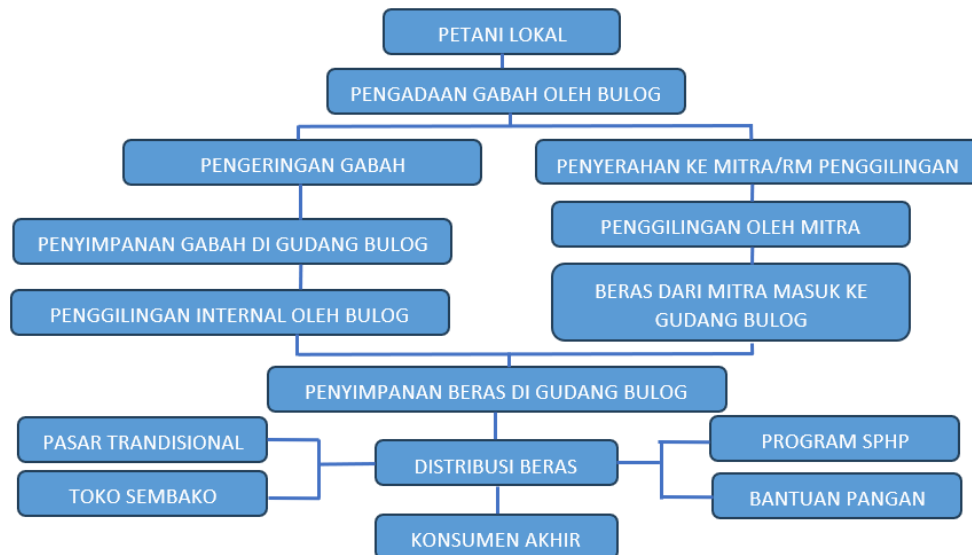 PETANI LOKAL
PENGADAAN GABAH OLEH BULOG
PENGERINGAN GABAH
PENYERAHAN KE MITRA/RM PENGGILINGAN
PENYIMPANAN GABAH DI GUDANG BULOG
PENGGILINGAN OLEH MITRA
PENGGILINGAN INTERNAL OLEH BULOG
BERAS DARI MITRA MASUK KE
GUDANG BULOG
PENYIMPANAN BERAS DI GUDANG BULOG
PASAR TRANDISIONAL
TOKO SEMBAKO
DISTRIBUSI BERAS
PROGRAM SPHP
BANTUAN PANGAN
KONSUMEN AKHIR